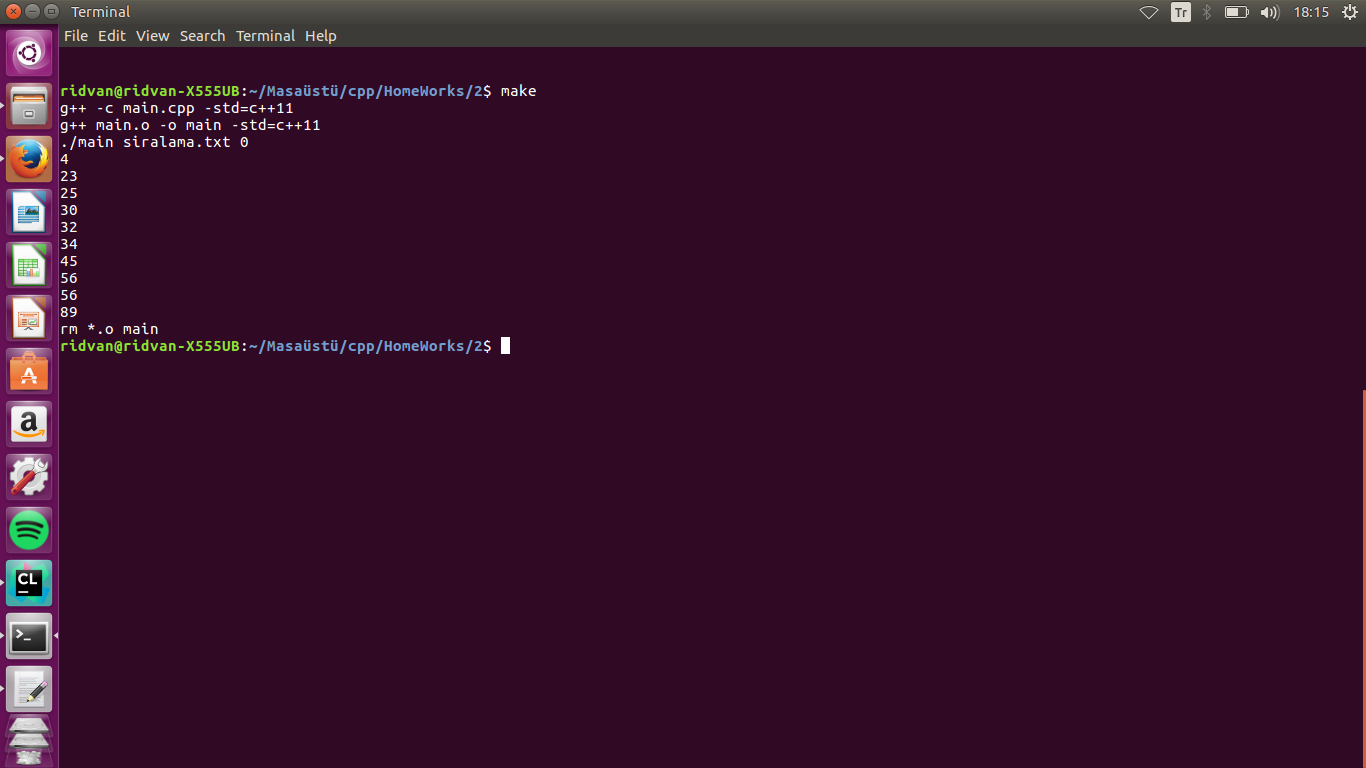 Terminal
Tr
18:15
File Edit View Search Terminal Help
ridvan@ridvan-X555UB:~/Masaüstü/cpp/HomeWorks/2$ make
g++ -c main.cpp -std=c++11
g++ main.o -o main -std=c++11
./main siralama.txt 0
4
23
25
30
32
34
45
56
56
89
rm *.o main
ridvan@ridvan-X555UB:~/Masaüstü/cpp/HomeWorks/2$
A
a
CL
>_